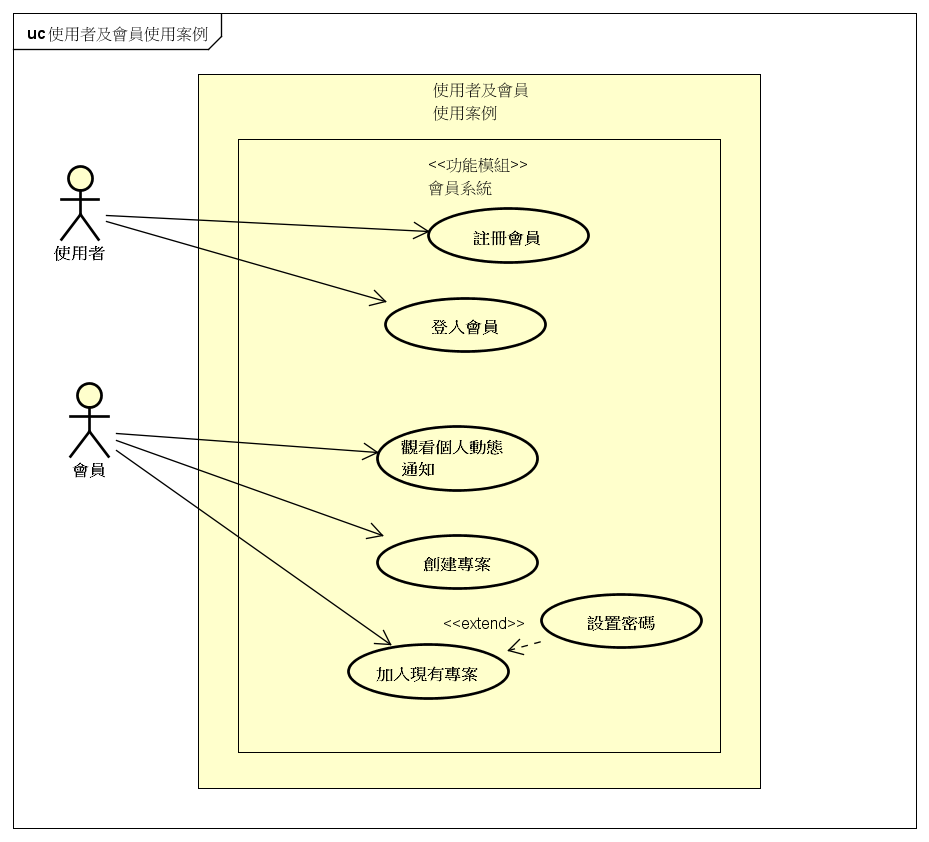 uc 使用者及會員使用案例
使用者及會員
使用案例
<<功能模組>>
會員系統
使用者
註冊會員
登入會員
會員
觀看個人動態
通知
創建專案
<<extend>>
設置密碼
加入現有專案